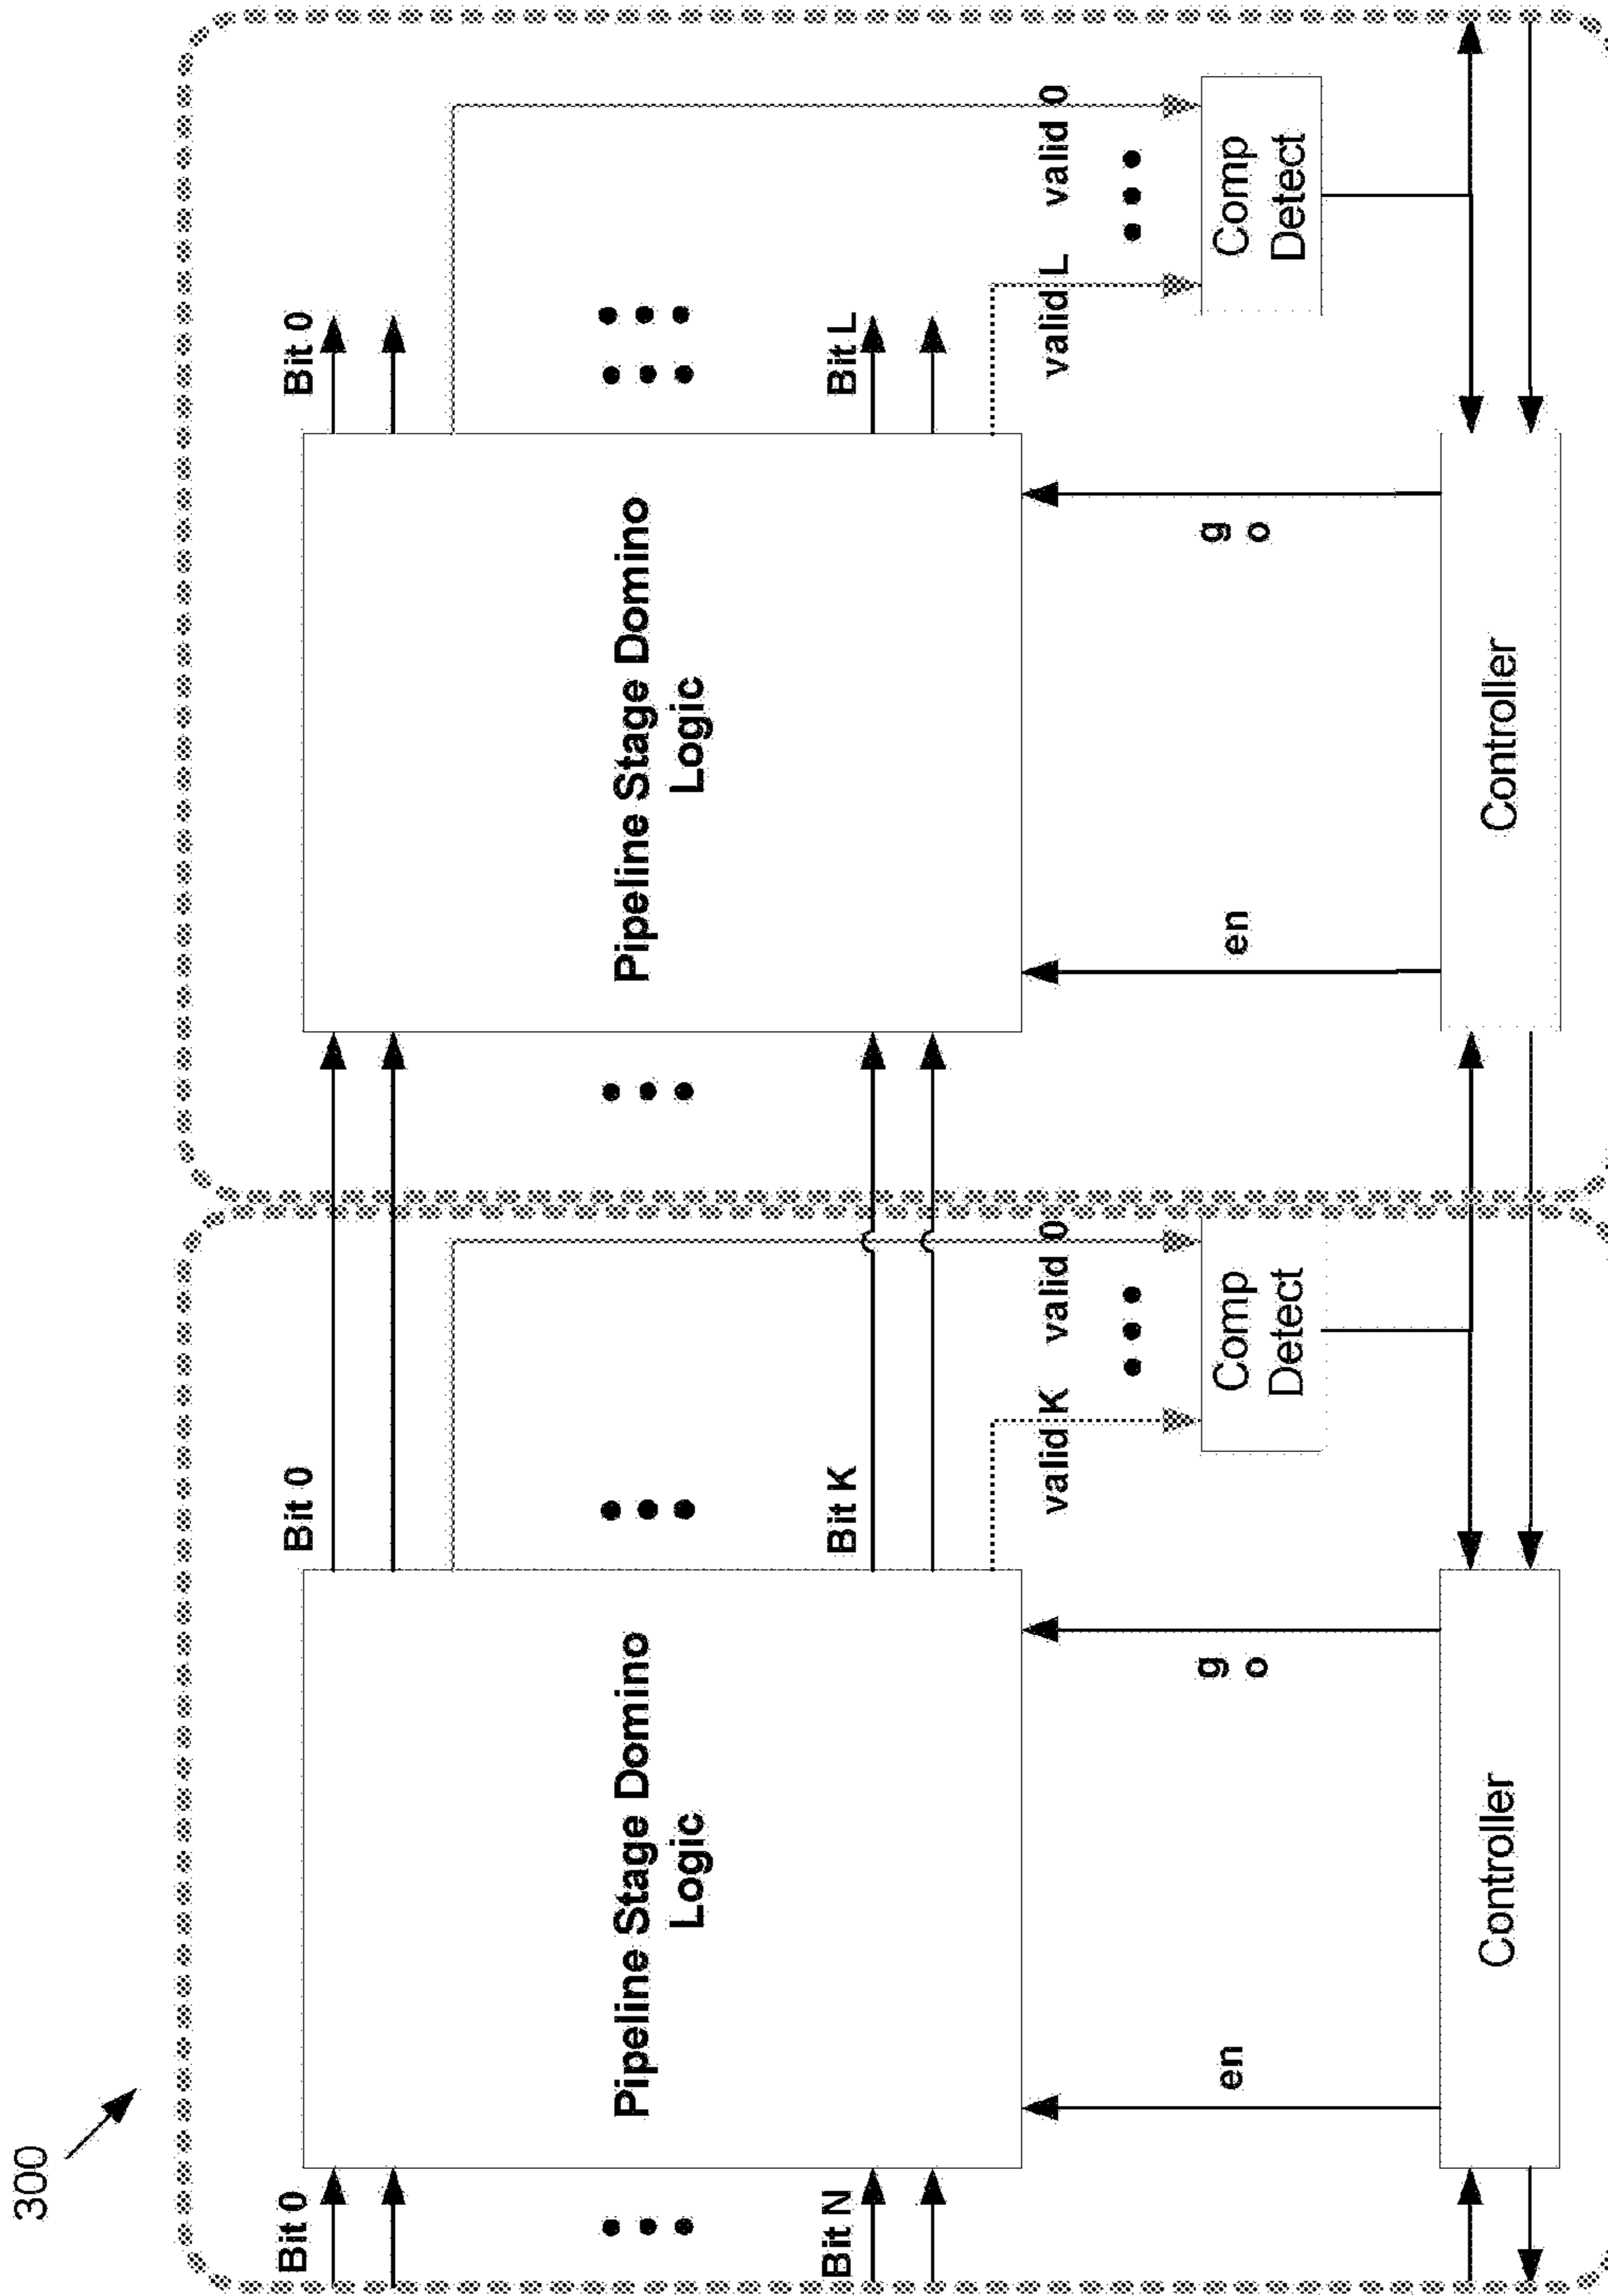 300
Bit 0
Bit N
Pipeline Stage Domino
Logic
Bit 0
Bit K
valid K
valid 0
Comp
Detect
en
g
o
Controller
Pipeline Stage Domino
Logic
Bit 0
Bit L
valid L
valid 0
Comp
Detect
en
g
o
Controller